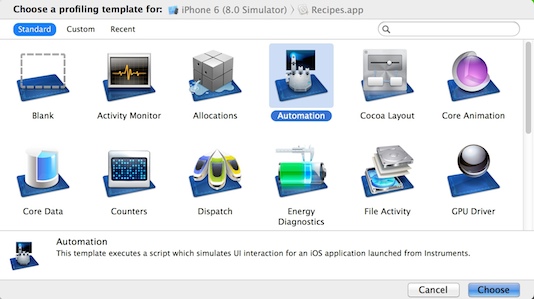 Choose a profiling template for: iPhone 6 (8.0 Simulator) 〉 Recipes.app
Standard Custom Recent
Blank Activity Monitor Allocations Automation Cocoa Layout Core Animation
Core Data Counters Dispatch Energy Diagnostics File Activity GPU Driver
Automation
This template executes a script which simulates UI interaction for an iOS application launched from Instruments.
Cancel Choose